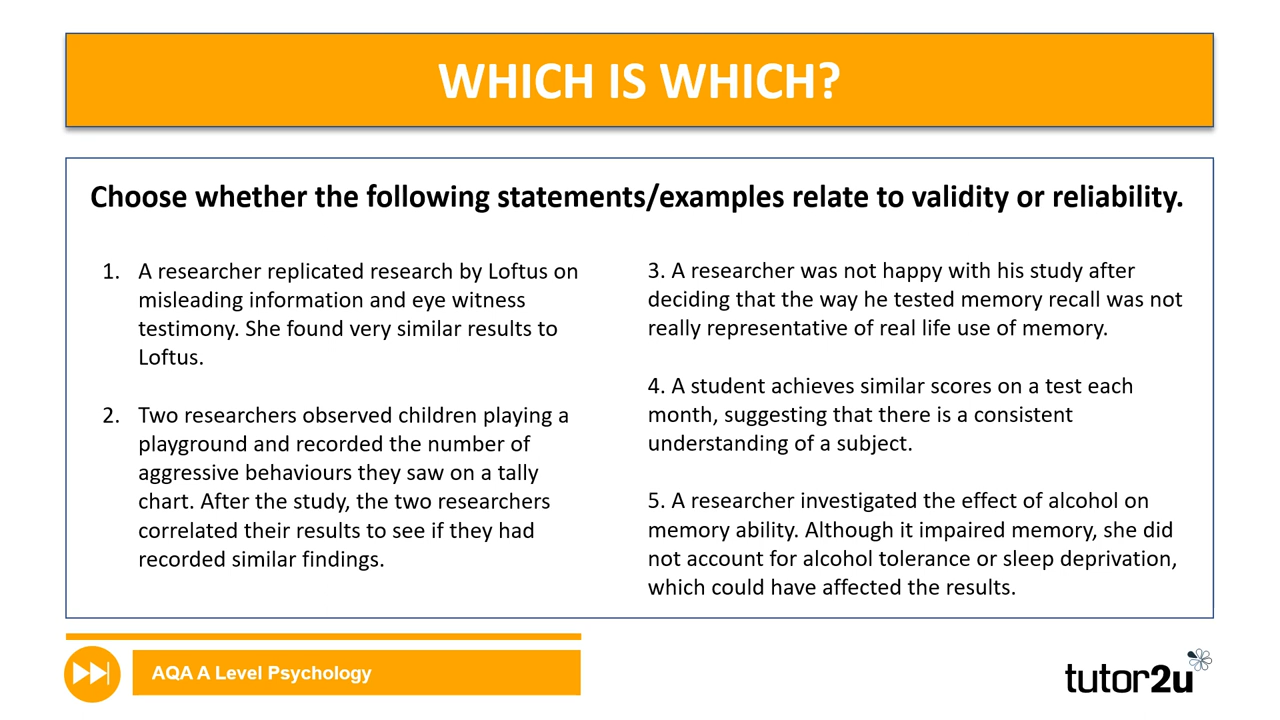 WHICH IS WHICH?
Choose whether the following statements/examples relate to validity or reliability.
1. A researcher replicated research by Loftus on
misleading information and eye witness
testimony. She found very similar results to
Loftus.
2. Two researchers observed children playing a
playground and recorded the number of
aggressive behaviours they saw on a tally
chart. After the study, the two researchers
correlated their results to see if they had
recorded similar findings.
3. A researcher was not happy with his study after
deciding that the way he tested memory recall was not
really representative of real life use of memory.
4. A student achieves similar scores on a test each
month, suggesting that there is a consistent
understanding of a subject.
5. A researcher investigated the effect of alcohol on
memory ability. Although it impaired memory, she did
not account for alcohol tolerance or sleep deprivation,
which could have affected the results.
AQA A Level Psychology
tutor2u